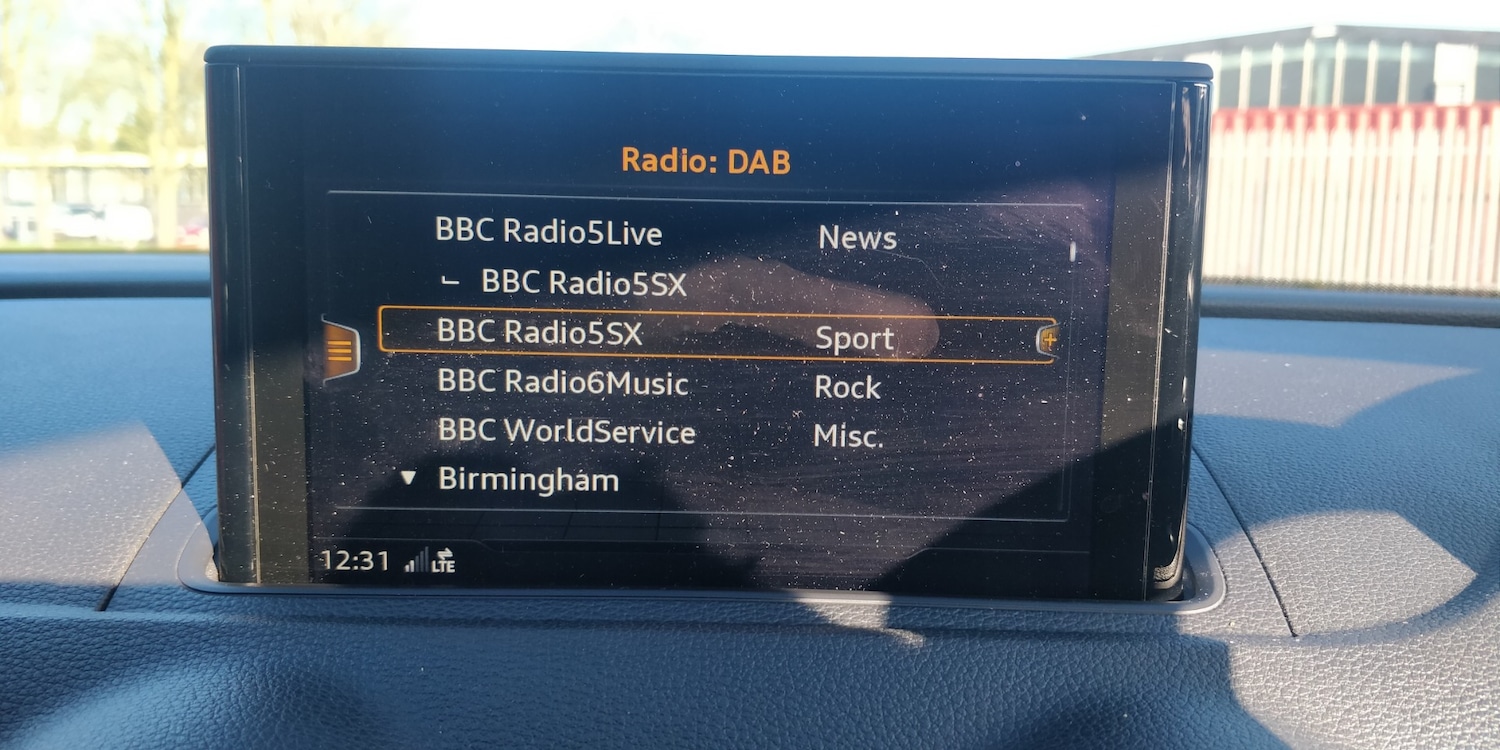 Radio: DAB
BBC Radio5Live News
BBC Radio5SX
BBC Radio5SX Sport
BBC Radio6Music Rock
BBC WorldService Misc.
Birmingham
12:31 LTE